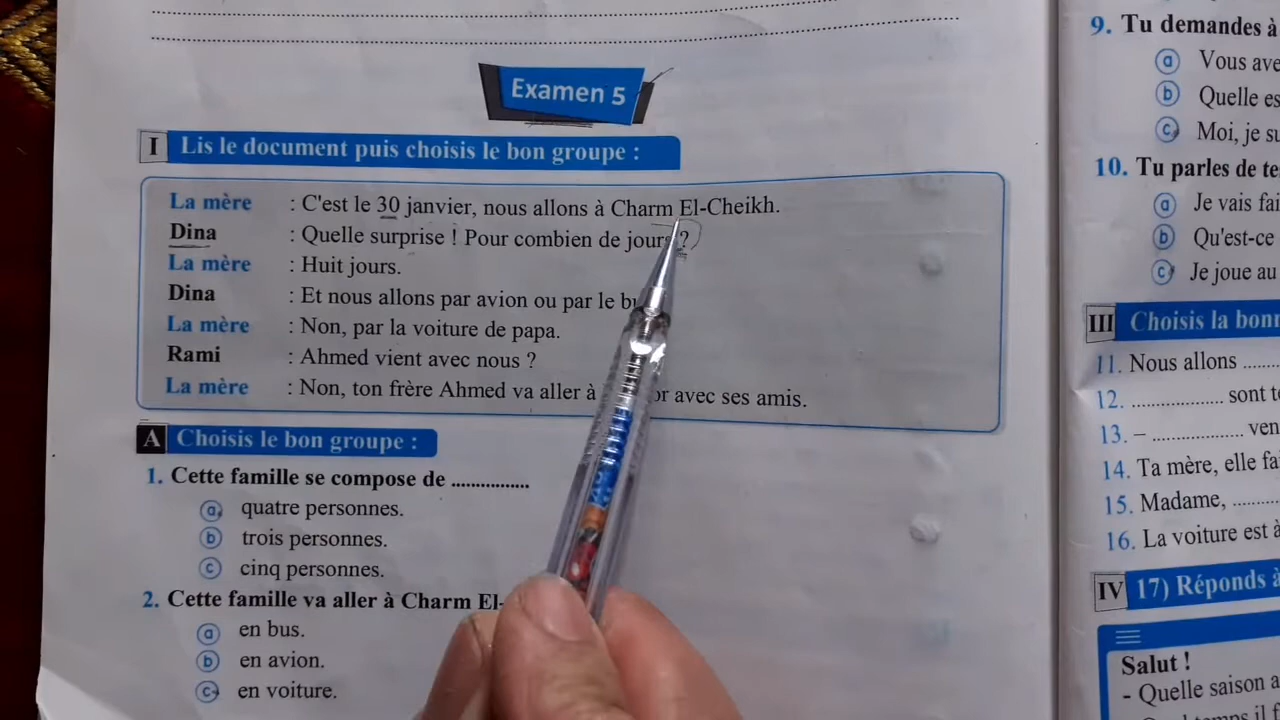 Examen 5
I Lis le document puis choisis le bon groupe :
La mère : C'est le 30 janvier, nous allons à Charm El-Cheikh.
Dina : Quelle surprise ! Pour combien de jours ?
La mère : Huit jours.
Dina : Et nous allons par avion ou par le
La mère : Non, par la voiture de papa.
Rami : Ahmed vient avec nous ?
La mère : Non, ton frère Ahmed va aller à avec ses amis.
A Choisis le bon groupe :
1. Cette famille se compose de ................
a quatre personnes.
b trois personnes.
c cinq personnes.
2. Cette famille va aller à Charm El-
a en bus.
b en avion.
c en voiture.
9. Tu demandes à
a Vous ave
b Quelle es
c Moi, je su
10. Tu parles de te
a Je vais fai
b Qu'est-ce
c Je joue au
III Choisis la bonn
11. Nous allons .......
12. .................. sont t
13. – .................. ven
14. Ta mère, elle fai
15. Madame, .........
16. La voiture est à
IV 17) Réponds à
Salut !
- Quelle saison a